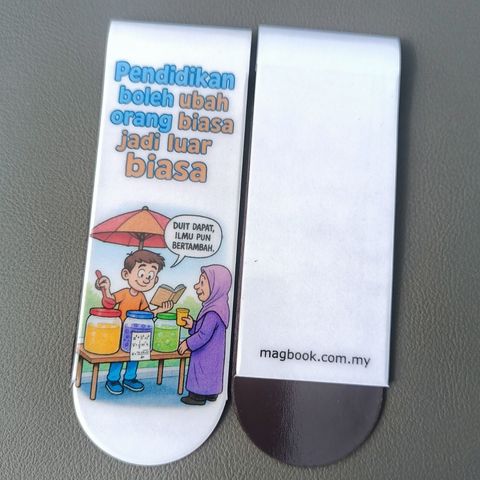 Pendidikan
boleh ubah
orang biasa
jadi luar
biasa
DUIT DAPAT,
ILMU PUN
BERTAMBAH.
magbook.com.my